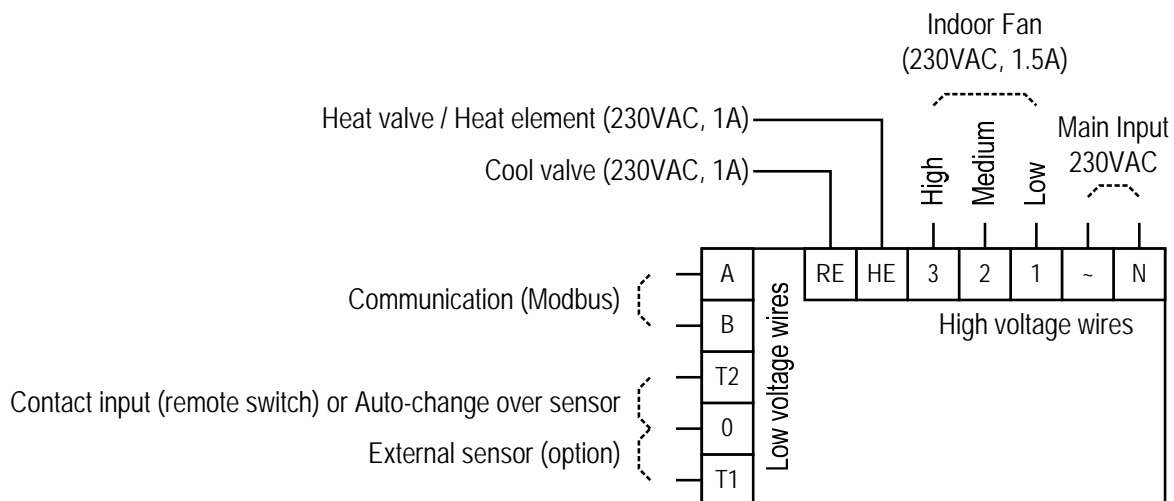 Indoor Fan
(230VAC, 1.5A)
Heat valve / Heat element (230VAC, 1A)
Cool valve (230VAC, 1A)
High
Medium
Low
Main Input
230VAC
RE HE 3 2 1 ~ N
High voltage wires
Low voltage wires
A
B
T2
0
T1
Communication (Modbus)
Contact input (remote switch) or Auto-change over sensor
External sensor (option)